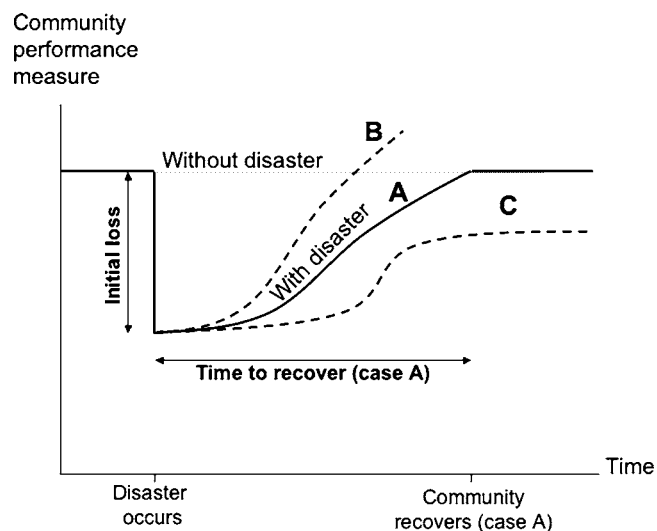 Community
performance
measure
B
Without disaster
A
C
With disaster
Initial loss
Time to recover (case A)
Time
Disaster
occurs
Community
recovers (case A)